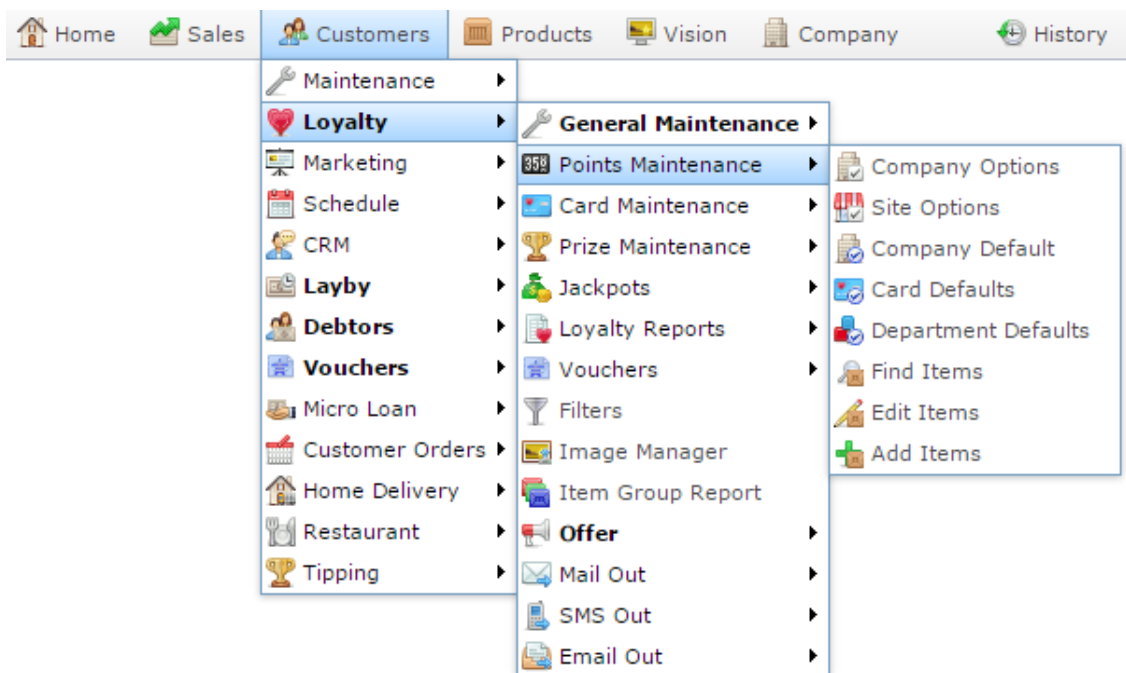 Home Sales Customers Products Vision Company History
Maintenance
Loyalty
Marketing
Schedule
CRM
Layby
Debtors
Vouchers
Micro Loan
Customer Orders
Home Delivery
Restaurant
Tipping
General Maintenance
358 Points Maintenance
Card Maintenance
Prize Maintenance
Jackpots
Loyalty Reports
Vouchers
Filters
Image Manager
Item Group Report
Offer
Mail Out
SMS Out
Email Out
Company Options
Site Options
Company Default
Card Defaults
Department Defaults
Find Items
Edit Items
Add Items